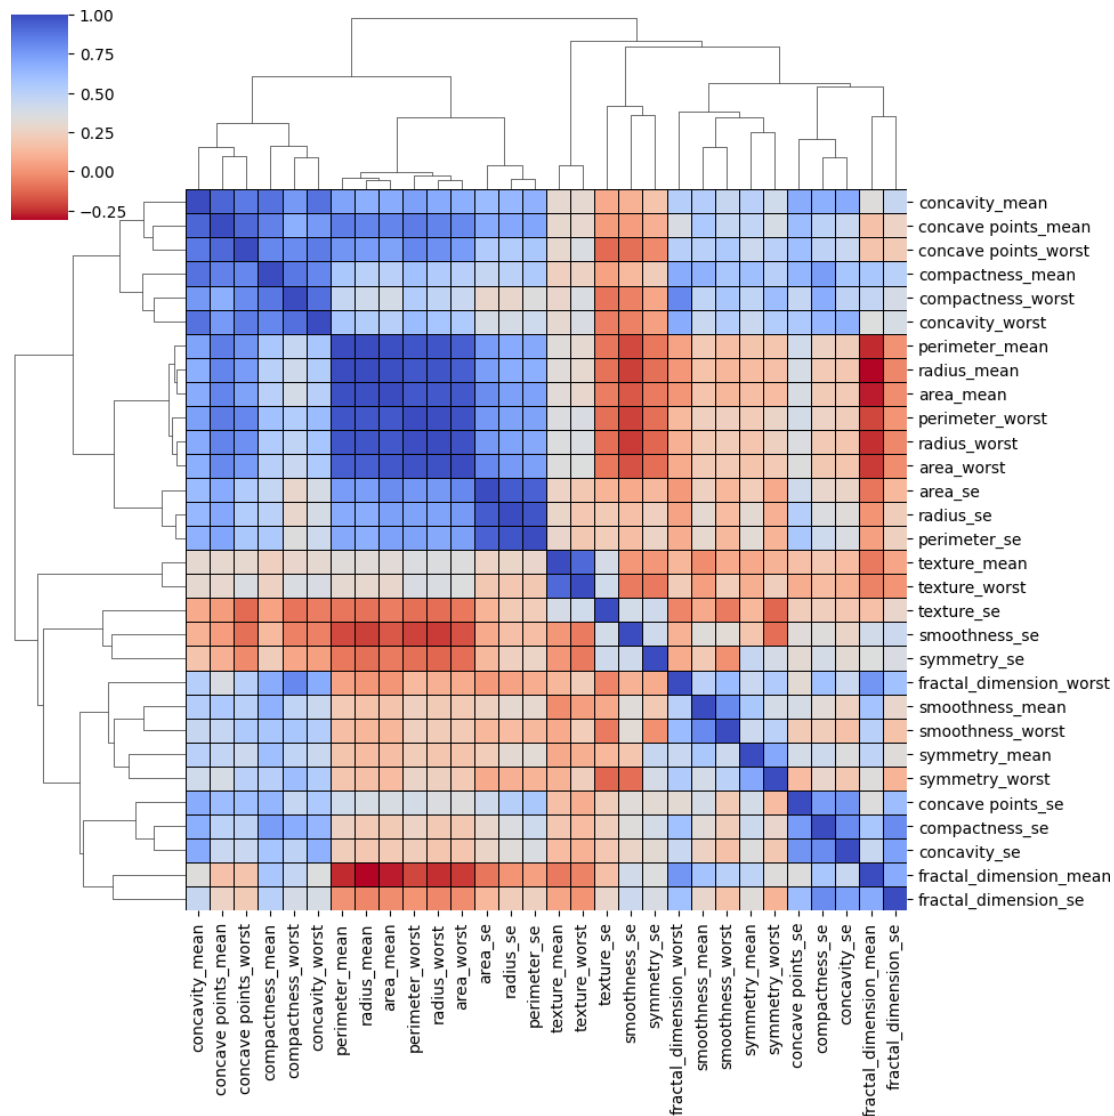 1.00
0.75
0.50
0.25
0.00
−0.25
concavity_mean
concave points_mean
concave points_worst
compactness_mean
compactness_worst
concavity_worst
perimeter_mean
radius_mean
area_mean
perimeter_worst
radius_worst
area_worst
area_se
radius_se
perimeter_se
texture_mean
texture_worst
texture_se
smoothness_se
symmetry_se
fractal_dimension_worst
smoothness_mean
smoothness_worst
symmetry_mean
symmetry_worst
concave points_se
compactness_se
concavity_se
fractal_dimension_mean
fractal_dimension_se
concavity_mean
concave points_mean
concave points_worst
compactness_mean
compactness_worst
concavity_worst
perimeter_mean
radius_mean
area_mean
perimeter_worst
radius_worst
area_worst
area_se
radius_se
perimeter_se
texture_mean
texture_worst
texture_se
smoothness_se
symmetry_se
fractal_dimension_worst
smoothness_mean
smoothness_worst
symmetry_mean
symmetry_worst
concave points_se
compactness_se
concavity_se
fractal_dimension_mean
fractal_dimension_se